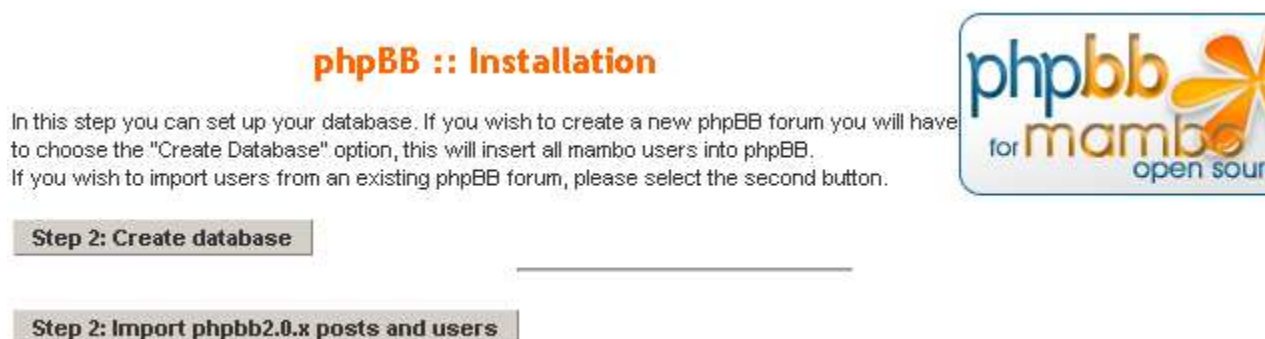 phpBB :: Installation
phpbb
for mambo
open sour
In this step you can set up your database. If you wish to create a new phpBB forum you will have
to choose the "Create Database" option, this will insert all mambo users into phpBB.
If you wish to import users from an existing phpBB forum, please select the second button.
Step 2: Create database
Step 2: Import phpbb2.0.x posts and users